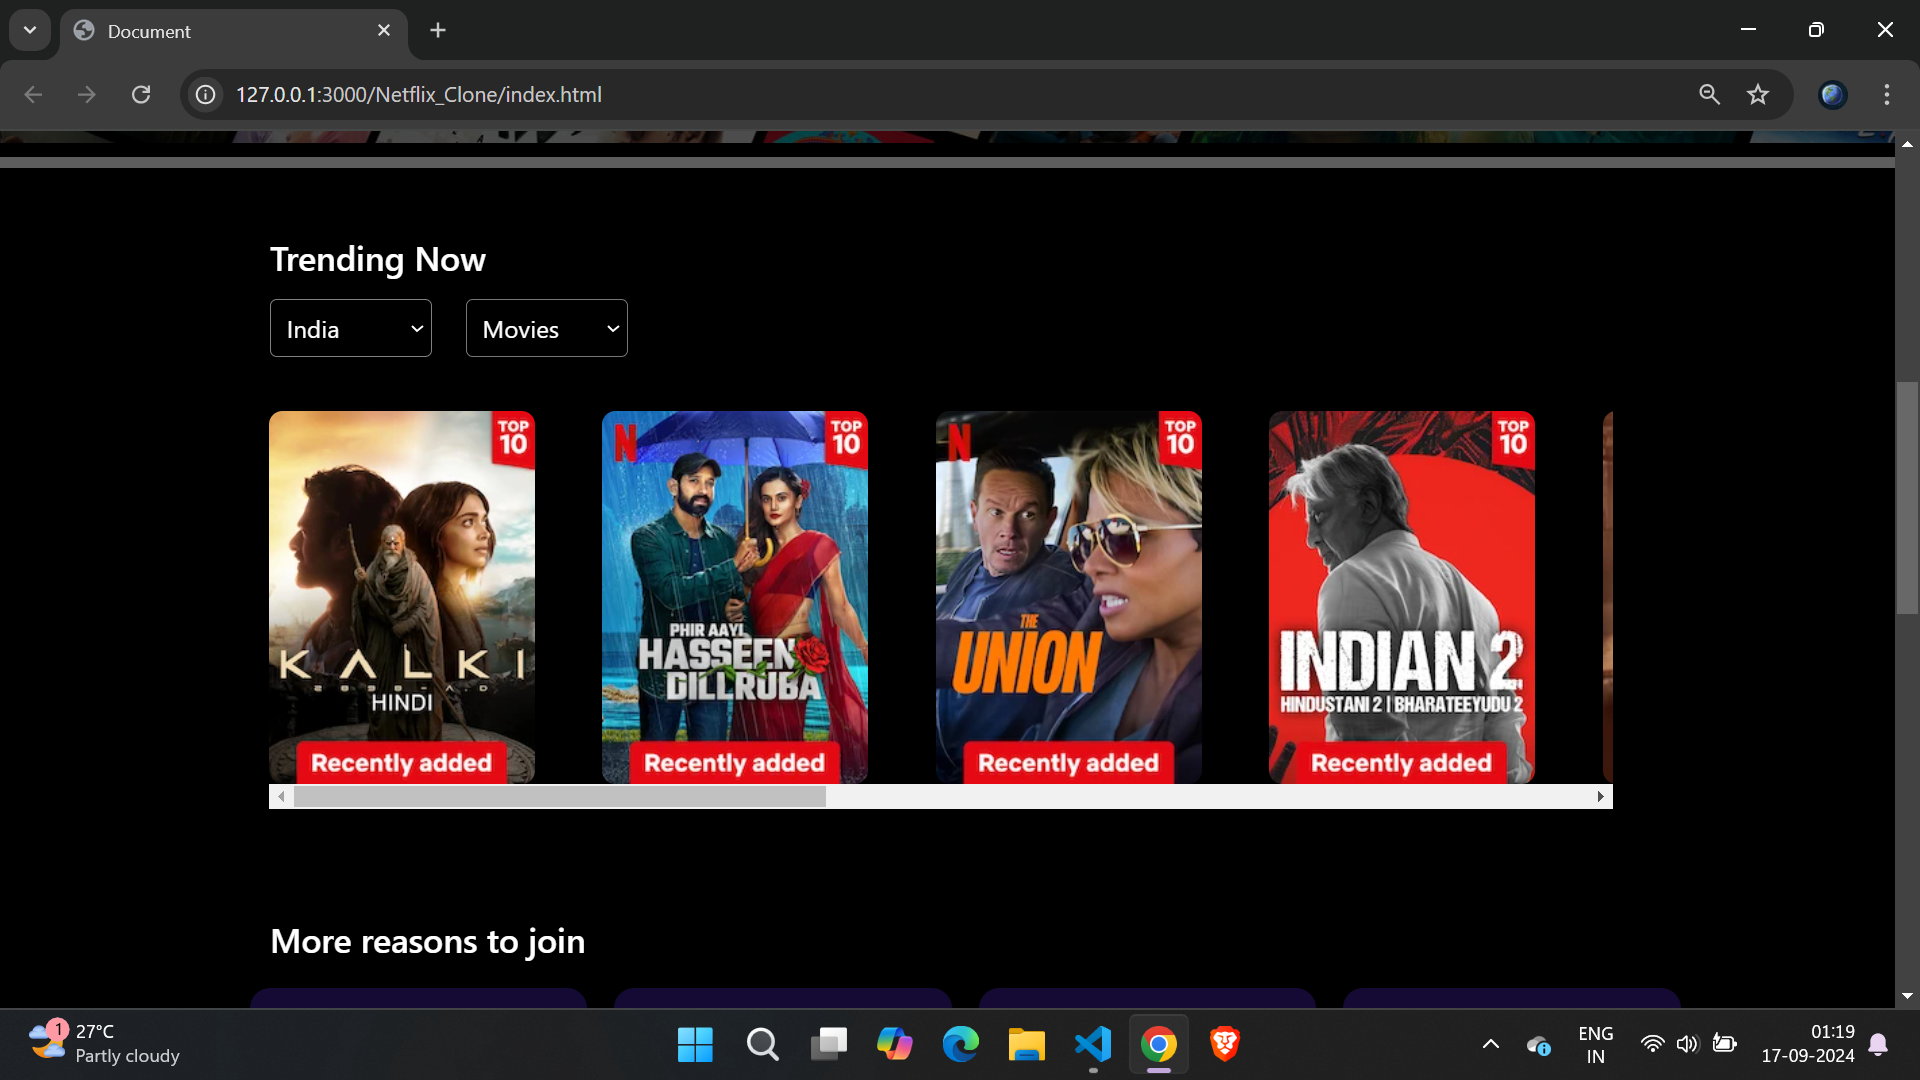 Document
127.0.0.1:3000/Netflix_Clone/index.html
Trending Now
India
Movies
TOP
10
KALKI
2898-A.D
HINDI
Recently added
N
TOP
10
PHIR AAYI
HASSEEN
DILLRUBA
Recently added
N
TOP
10
THE
UNION
Recently added
TOP
10
INDIAN 2
HINDUSTANI 2 | BHARATEEYUDU 2
Recently added
More reasons to join
1
27°C
Partly cloudy
ENG
IN
01:19
17-09-2024